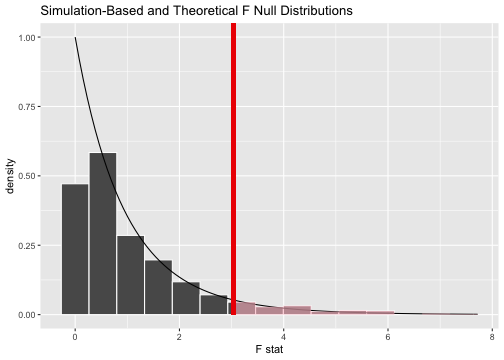 Simulation-Based and Theoretical F Null Distributions
1.00
0.75
0.50
0.25
0.00
density
0 2 4 6 8
F stat